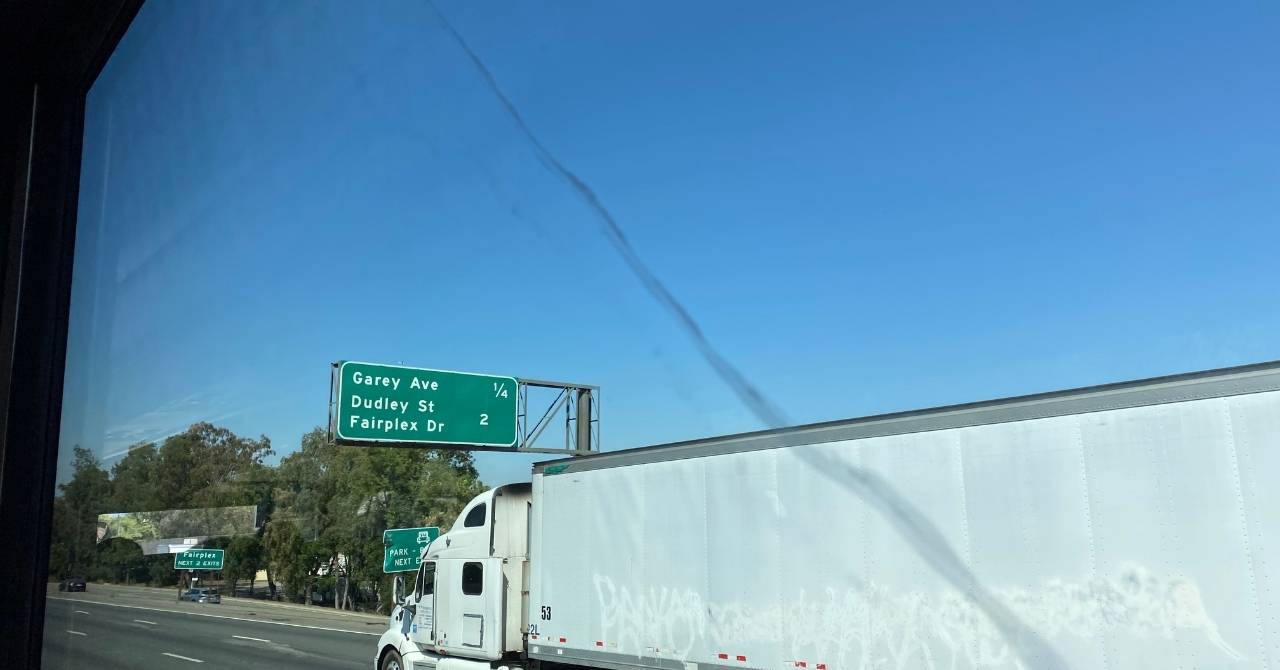 Garey Ave 1/4
Dudley St
Fairplex Dr 2
Fairplex
NEXT 2 EXITS
PARK -
NEXT
53